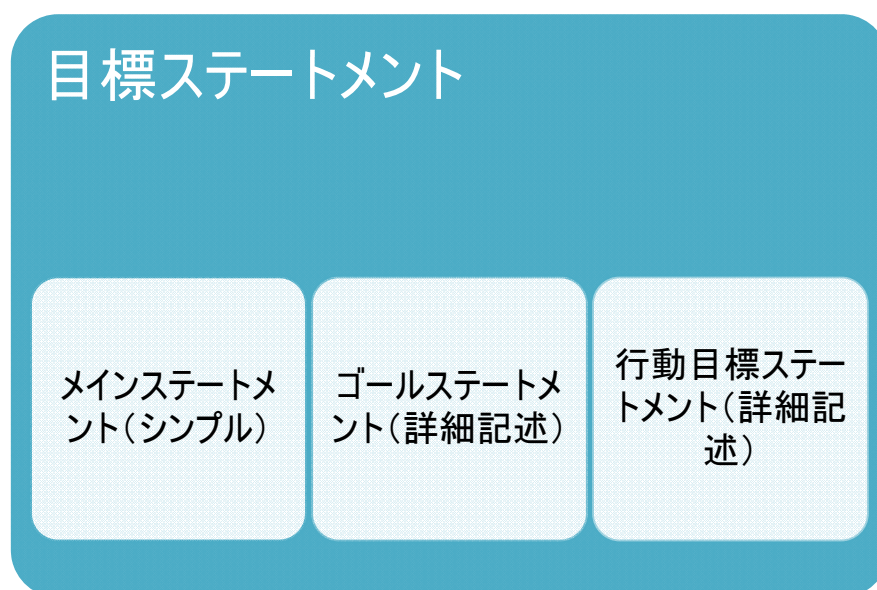 目標ステートメント
メインステートメ
ント（シンプル）
ゴールステートメ
ント（詳細記述）
行動目標ステー
トメント（詳細記
述）